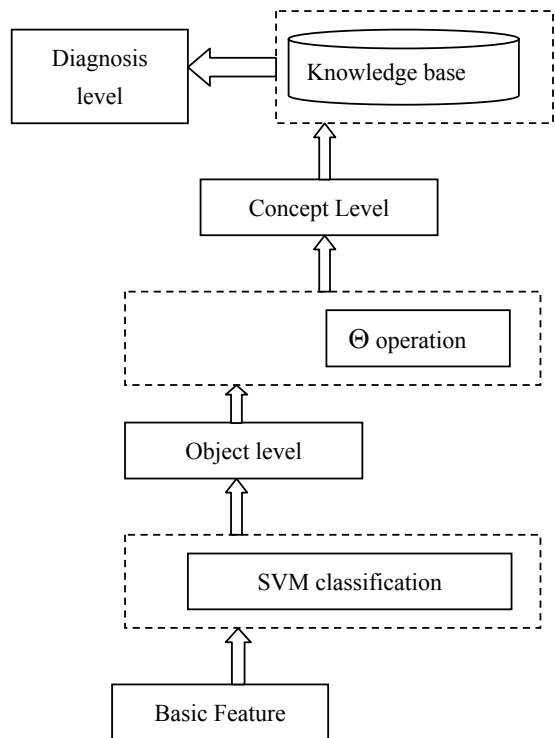 Diagnosis
level
Knowledge base
Concept Level
Θ operation
Object level
SVM classification
Basic Feature